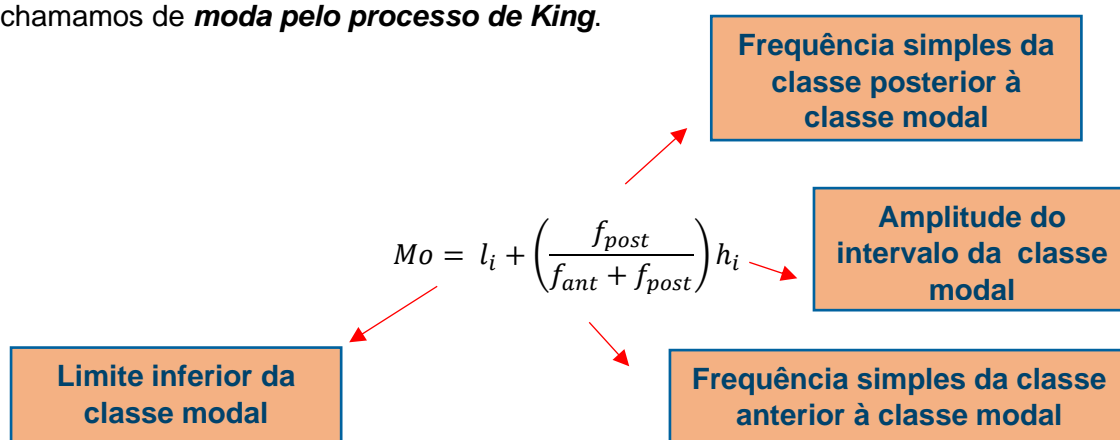 chamamos de moda pelo processo de King.
Frequência simples da
classe posterior à
classe modal
Mo = l_i + (f_post / (f_ant + f_post)) h_i
Amplitude do
intervalo da classe
modal
Limite inferior da
classe modal
Frequência simples da classe
anterior à classe modal